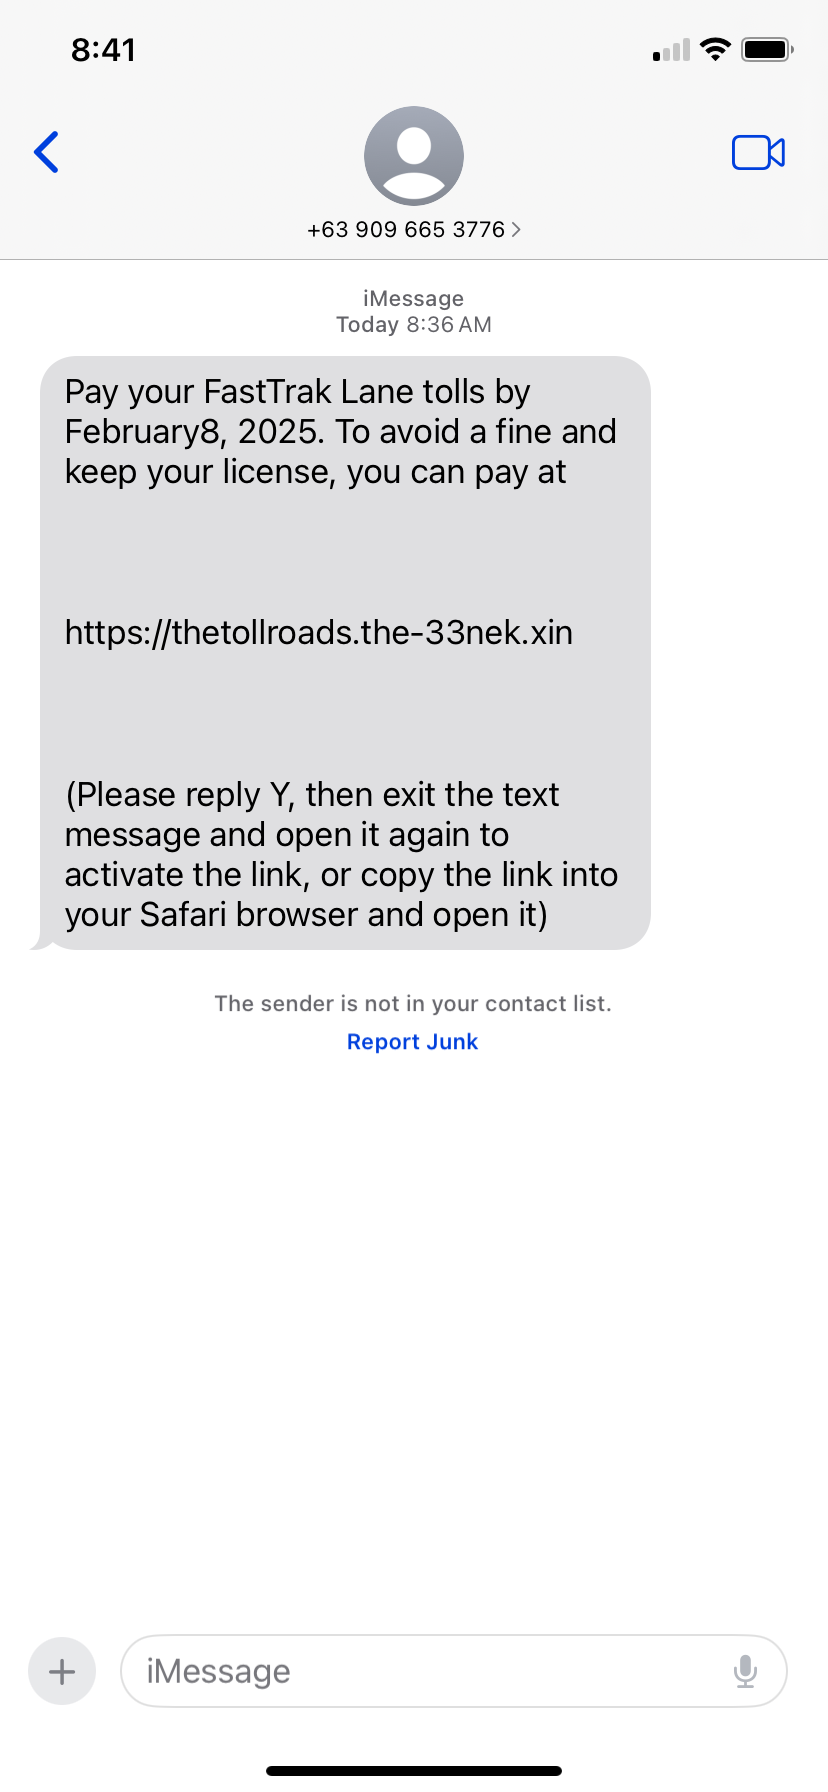 8:41
+63 909 665 3776
iMessage
Today 8:36 AM
Pay your FastTrak Lane tolls by
February8, 2025. To avoid a fine and
keep your license, you can pay at
https://thetollroads.the-33nek.xin
(Please reply Y, then exit the text
message and open it again to
activate the link, or copy the link into
your Safari browser and open it)
The sender is not in your contact list.
Report Junk
iMessage